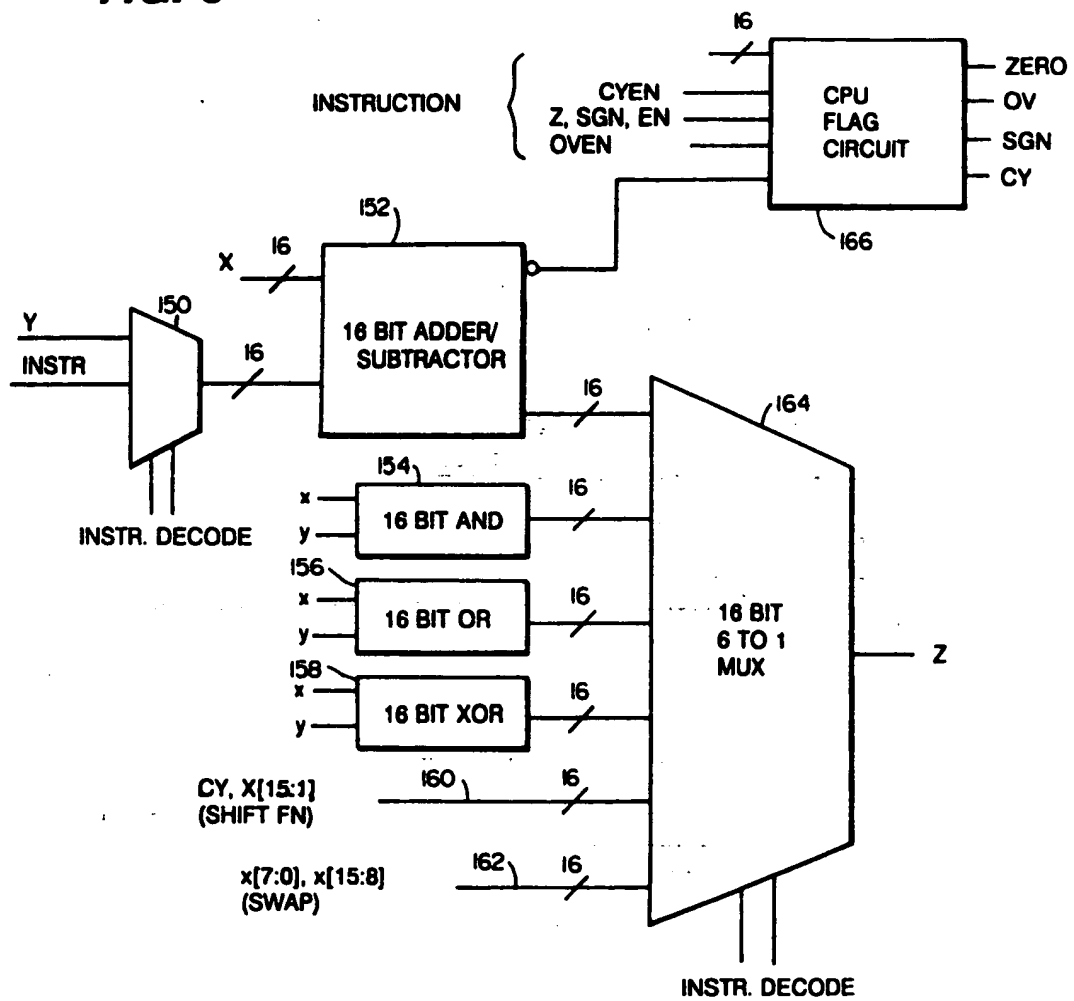 16
INSTRUCTION
CYEN
Z, SGN, EN
OVEN
CPU
FLAG
CIRCUIT
ZERO
OV
SGN
CY
166
152
X
16
150
Y
INSTR
16
16 BIT ADDER/
SUBTRACTOR
INSTR. DECODE
16
164
154
x
y
16 BIT AND
16
156
x
y
16 BIT OR
16
158
x
y
16 BIT XOR
16
16 BIT
6 TO 1
MUX
Z
CY, X[15:1]
(SHIFT FN)
160
16
x[7:0], x[15:8]
(SWAP)
162
16
INSTR. DECODE